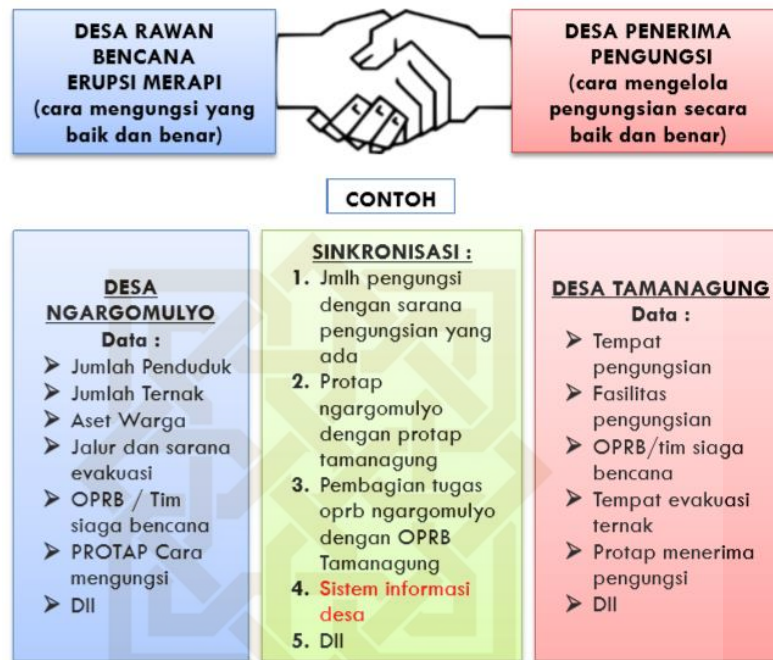 DESA RAWAN
BENCANA
ERUPSI MERAPI
(cara mengungsi yang
baik dan benar)
DESA PENERIMA
PENGUNGSI
(cara mengelola
pengungsian secara
baik dan benar)
CONTOH
DESA
NGARGOMULYO
Data :
➢ Jumlah Penduduk
➢ Jumlah Ternak
➢ Aset Warga
➢ Jalur dan sarana
evakuasi
➢ OPRB / Tim
siaga bencana
➢ PROTAP Cara
mengungsi
➢ Dll
SINKRONISASI :
1. Jmlh pengungsi
dengan sarana
pengungsian yang
ada
2. Protap
ngargomulyo
dengan protap
tamanagung
3. Pembagian tugas
oprb ngargomulyo
dengan OPRB
Tamanagung
4. Sistem informasi
desa
5. Dll
DESA TAMANAGUNG
Data :
➢ Tempat
pengungsian
➢ Fasilitas
pengungsian
➢ OPRB/tim siaga
bencana
➢ Tempat evakuasi
ternak
➢ Protap menerima
pengungsi
➢ Dll